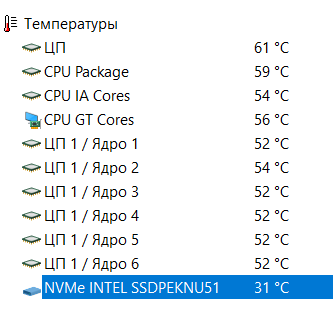 Температуры
ЦП 61 °C
CPU Package 59 °C
CPU IA Cores 54 °C
CPU GT Cores 56 °C
ЦП 1 / Ядро 1 52 °C
ЦП 1 / Ядро 2 54 °C
ЦП 1 / Ядро 3 52 °C
ЦП 1 / Ядро 4 52 °C
ЦП 1 / Ядро 5 52 °C
ЦП 1 / Ядро 6 52 °C
NVMe INTEL SSDPEKNU51 31 °C